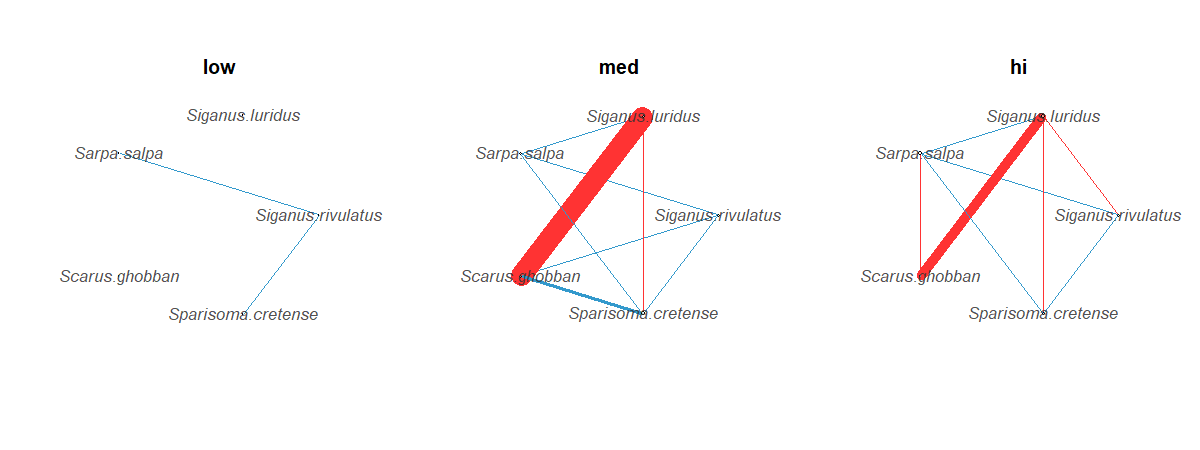 low
Siganus.luridus
Sarpa.salpa
Siganus.rivulatus
Scarus.ghobban
Sparisoma.cretense
med
Siganus.luridus
Sarpa.salpa
Siganus.rivulatus
Scarus.ghobban
Sparisoma.cretense
hi
Siganus.luridus
Sarpa.salpa
Siganus.rivulatus
Scarus.ghobban
Sparisoma.cretense